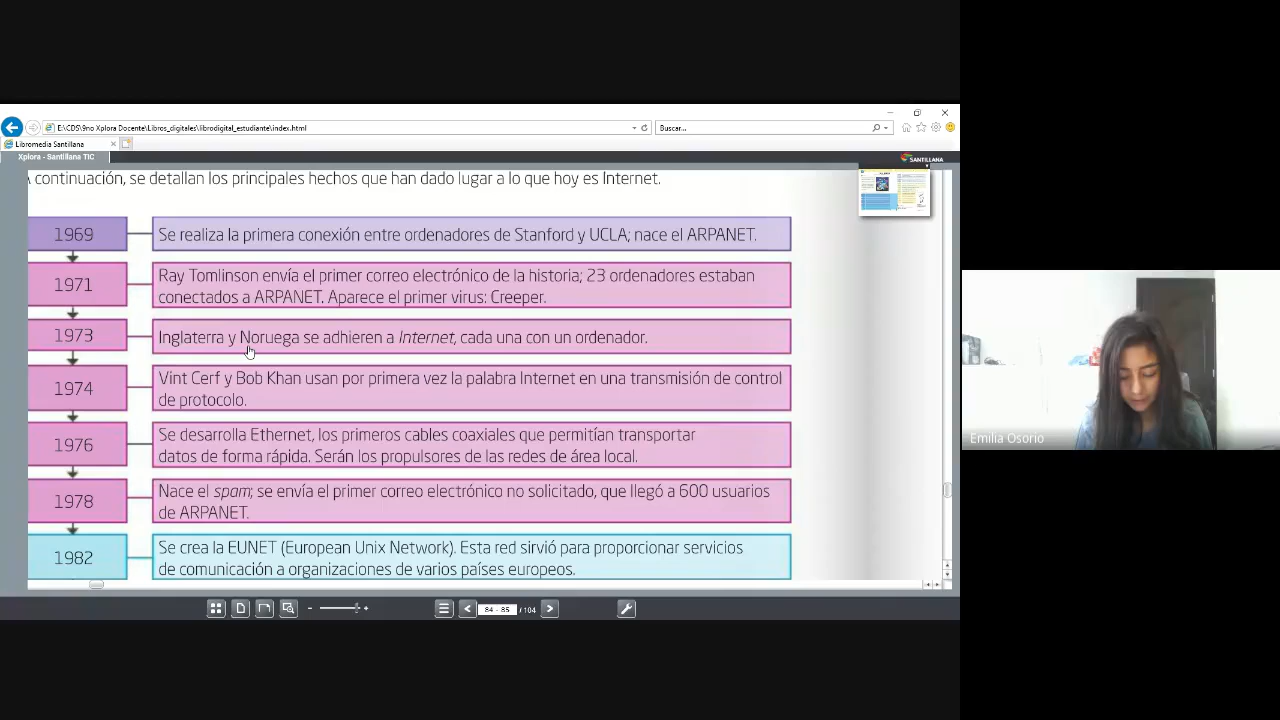 E:\CDS\9no Xplora Docente\Libros_digitales\librodigital_estudiante\index.html
Buscar...
Libromedia Santillana
Xplora - Santillana TIC
SANTILLANA
continuación, se detallan los principales hechos que han dado lugar a lo que hoy es Internet.
1969
Se realiza la primera conexión entre ordenadores de Stanford y UCLA; nace el ARPANET.
1971
Ray Tomlinson envía el primer correo electrónico de la historia; 23 ordenadores estaban
conectados a ARPANET. Aparece el primer virus: Creeper.
1973
Inglaterra y Noruega se adhieren a Internet, cada una con un ordenador.
1974
Vint Cerf y Bob Khan usan por primera vez la palabra Internet en una transmisión de control
de protocolo.
1976
Se desarrolla Ethernet, los primeros cables coaxiales que permitían transportar
datos de forma rápida. Serán los propulsores de las redes de área local.
1978
Nace el spam; se envía el primer correo electrónico no solicitado, que llegó a 600 usuarios
de ARPANET.
1982
Se crea la EUNET (European Unix Network). Esta red sirvió para proporcionar servicios
de comunicación a organizaciones de varios países europeos.
84 - 85 / 104
Emilia Osorio